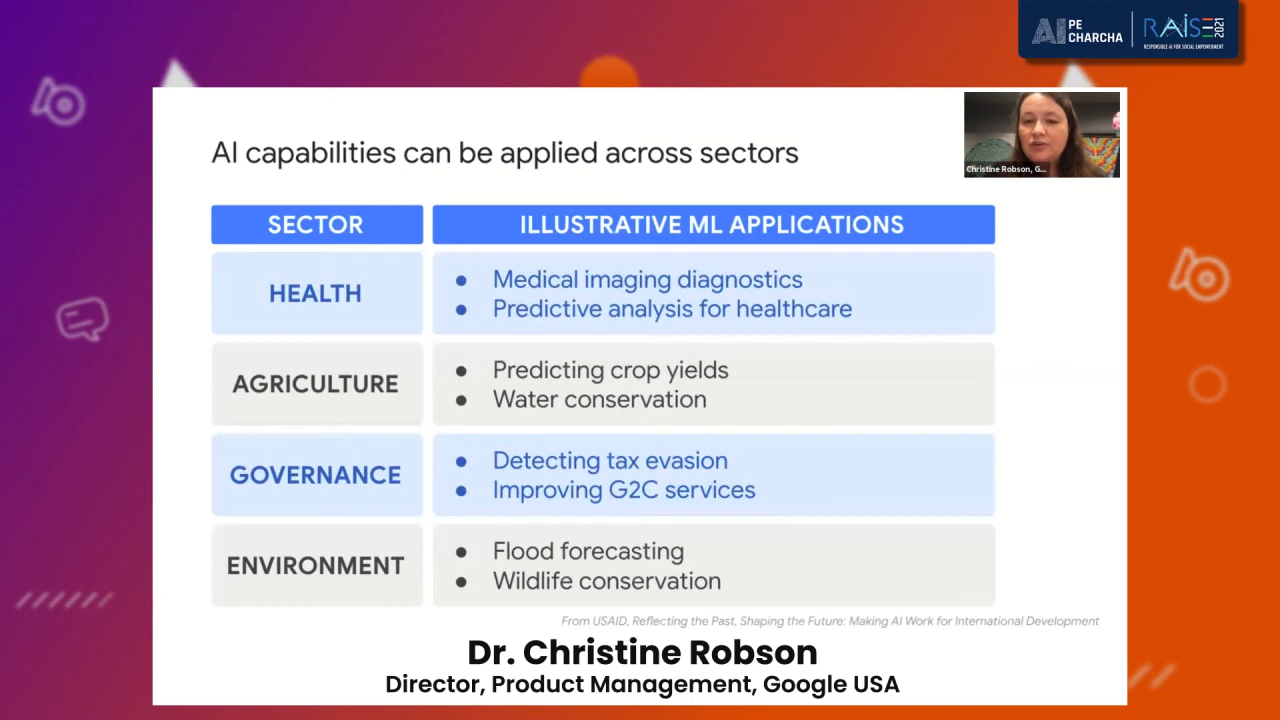 AI PE CHARCHA
RAISE 2021
RESPONSIBLE AI FOR SOCIAL EMPOWERMENT
Christine Robson, G...
AI capabilities can be applied across sectors
SECTOR
ILLUSTRATIVE ML APPLICATIONS
HEALTH
● Medical imaging diagnostics
● Predictive analysis for healthcare
AGRICULTURE
● Predicting crop yields
● Water conservation
GOVERNANCE
● Detecting tax evasion
● Improving G2C services
ENVIRONMENT
● Flood forecasting
● Wildlife conservation
From USAID, Reflecting the Past. Shaping the Future: Making AI Work for International Development
Dr. Christine Robson
Director, Product Management, Google USA